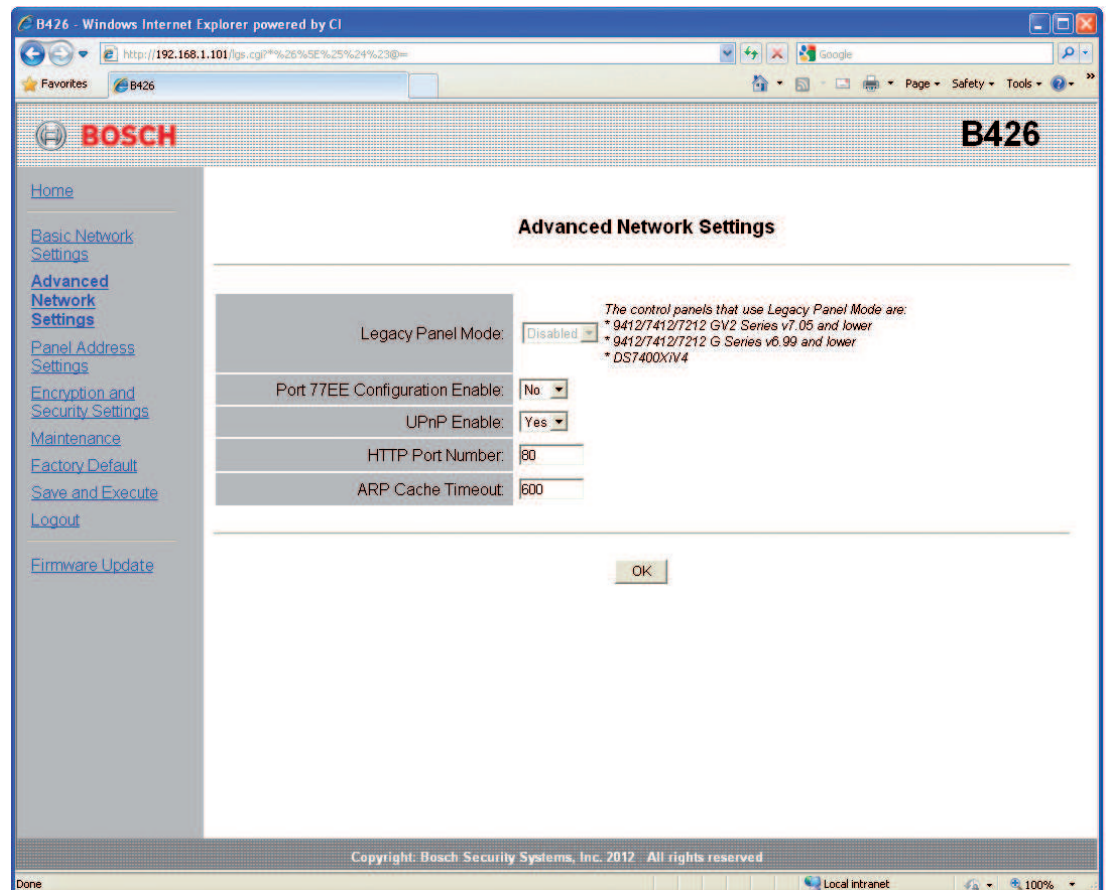 B426 - Windows Internet Explorer powered by CI
http://192.168.1.101/lgs.cgi?*%26%5E%25%24%23@=
Google
Favorites
B426
Page
Safety
Tools
»
BOSCH
B426
Home
Basic Network
Settings
Advanced
Network
Settings
Panel Address
Settings
Encryption and
Security Settings
Maintenance
Factory Default
Save and Execute
Logout
Firmware Update
Advanced Network Settings
Legacy Panel Mode:
Disabled
The control panels that use Legacy Panel Mode are:
* 9412/7412/7212 GV2 Series v7.05 and lower
* 9412/7412/7212 G Series v6.99 and lower
* DS7400XiV4
Port 77EE Configuration Enable:
No
UPnP Enable:
Yes
HTTP Port Number:
80
ARP Cache Timeout:
600
OK
Copyright: Bosch Security Systems, Inc. 2012 All rights reserved
Done
Local intranet
100%